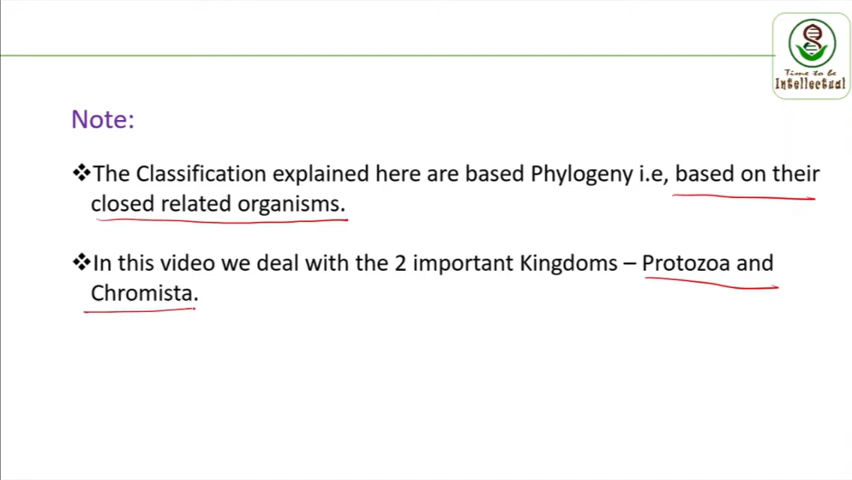 Time to be
Intellectual
Note:
❖The Classification explained here are based Phylogeny i.e, based on their
closed related organisms.
❖In this video we deal with the 2 important Kingdoms – Protozoa and
Chromista.